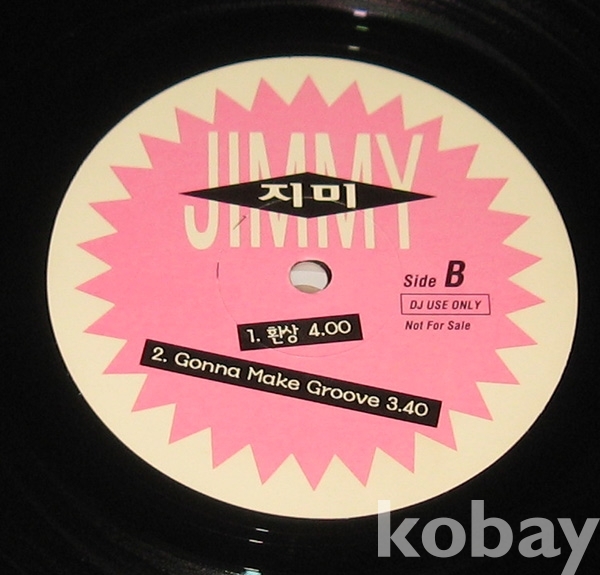 JIMMY
지미
Side B
DJ USE ONLY
Not For Sale
1. 환상 4.00
2. Gonna Make Groove 3.40
kobay